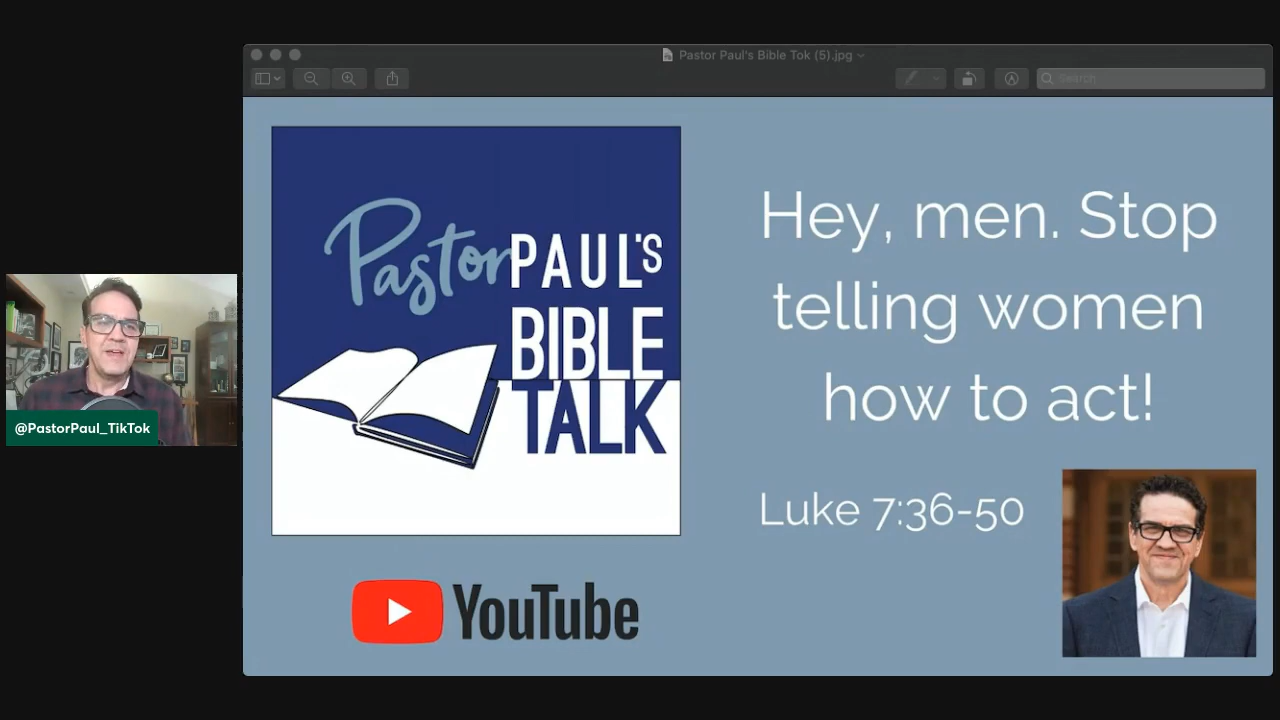 Pastor Paul's Bible Tok (5).jpg
Search
Pastor PAUL'S
BIBLE
TALK
Hey, men. Stop
telling women
how to act!
Luke 7:36-50
YouTube
@PastorPaul_TikTok